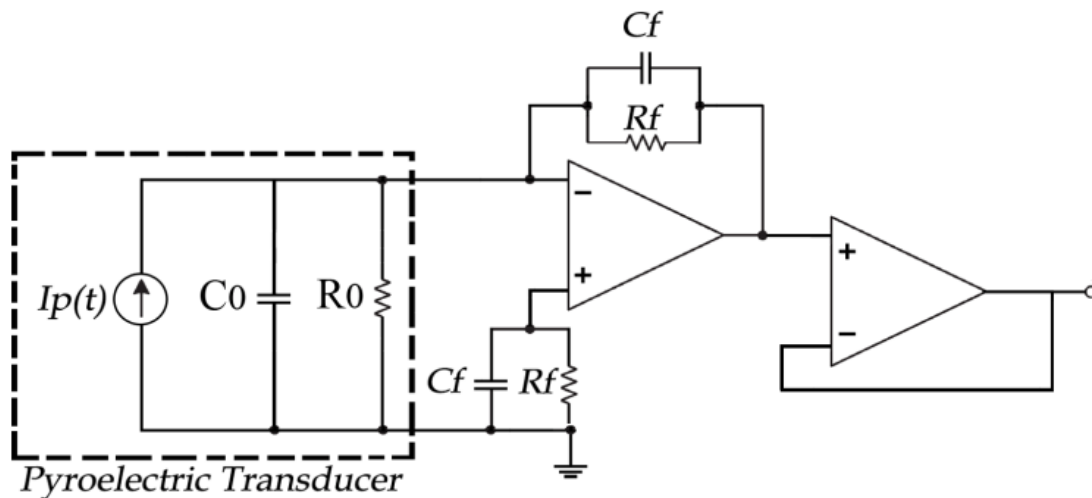 Cf
Rf
−
+
+
−
Ip(t)
C0
R0
Cf
Rf
Pyroelectric Transducer